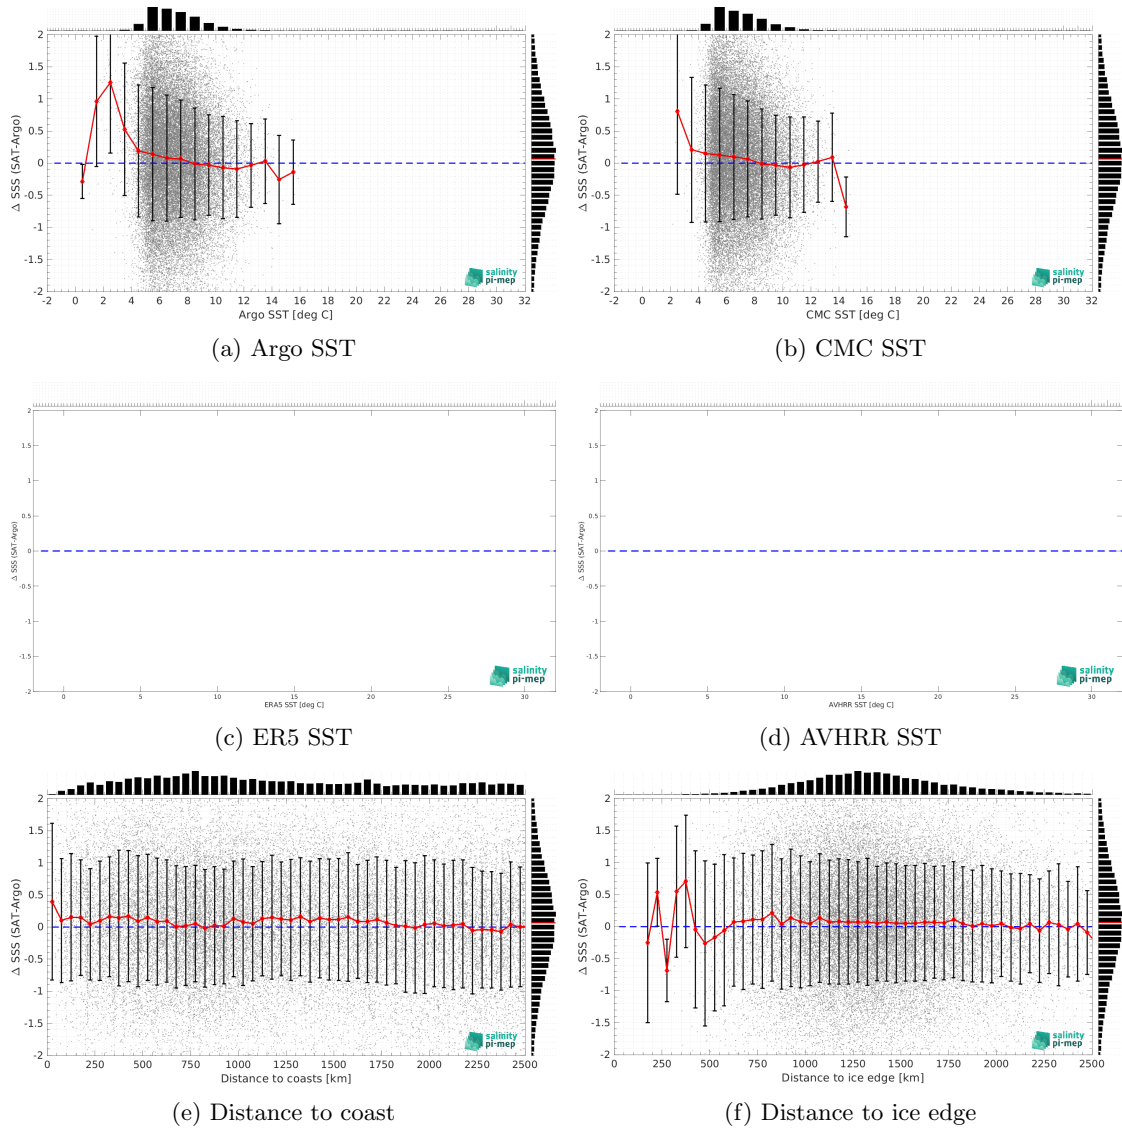 2
1.5
1
0.5
0
-0.5
-1
-1.5
-2
Δ SSS (SAT-Argo)
-2 0 2 4 6 8 10 12 14 16 18 20 22 24 26 28 30 32
Argo SST [deg C]
salinity
pi-mep
(a) Argo SST
2
1.5
1
0.5
0
-0.5
-1
-1.5
-2
Δ SSS (SAT-Argo)
-2 0 2 4 6 8 10 12 14 16 18 20 22 24 26 28 30 32
CMC SST [deg C]
salinity
pi-mep
(b) CMC SST
2
1.5
1
0.5
0
-0.5
-1
-1.5
-2
Δ SSS (SAT-Argo)
0 5 10 15 20 25 30
ERA5 SST [deg C]
salinity
pi-mep
(c) ER5 SST
2
1.5
1
0.5
0
-0.5
-1
-1.5
-2
Δ SSS (SAT-Argo)
0 5 10 15 20 25 30
AVHRR SST [deg C]
salinity
pi-mep
(d) AVHRR SST
2
1.5
1
0.5
0
-0.5
-1
-1.5
-2
Δ SSS (SAT-Argo)
0 250 500 750 1000 1250 1500 1750 2000 2250 2500
Distance to coasts [km]
salinity
pi-mep
(e) Distance to coast
2
1.5
1
0.5
0
-0.5
-1
-1.5
-2
Δ SSS (SAT-Argo)
0 250 500 750 1000 1250 1500 1750 2000 2250 2500
Distance to ice edge [km]
salinity
pi-mep
(f) Distance to ice edge